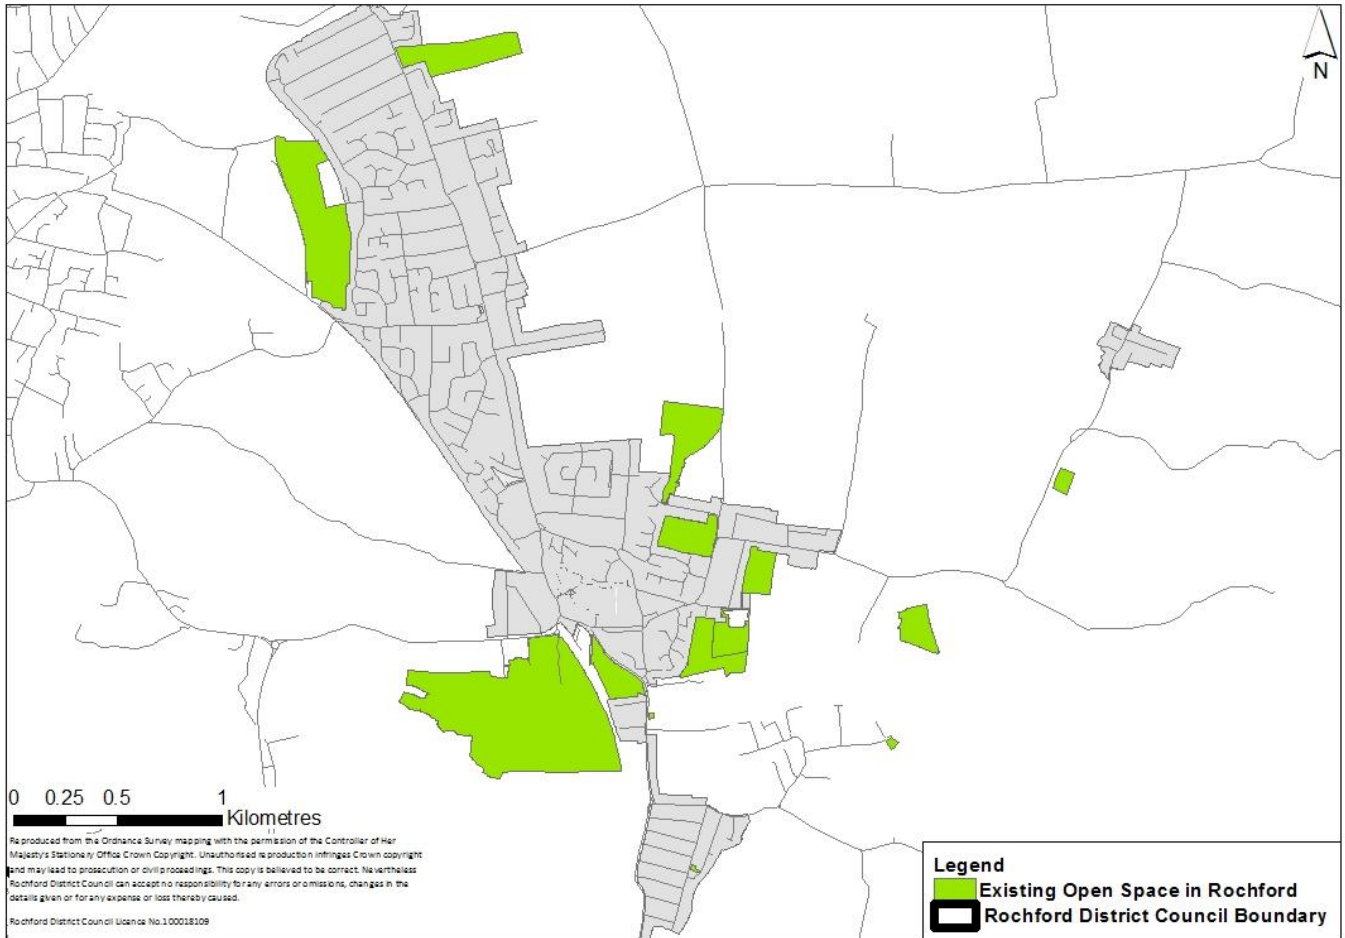 N
0 0.25 0.5 1
Kilometres
Reproduced from the Ordnance Survey mapping with the permission of the Controller of Her
Majesty's Stationery Office Crown Copyright. Unauthorised reproduction infringes Crown copyright
and may lead to prosecution or civil proceedings. This copy is believed to be correct. Nevertheless
Rochford District Council can accept no responsibility for any errors or omissions, changes in the
details given or for any expense or loss thereby caused.
Rochford District Council Licence No.100018109
Legend
Existing Open Space in Rochford
Rochford District Council Boundary